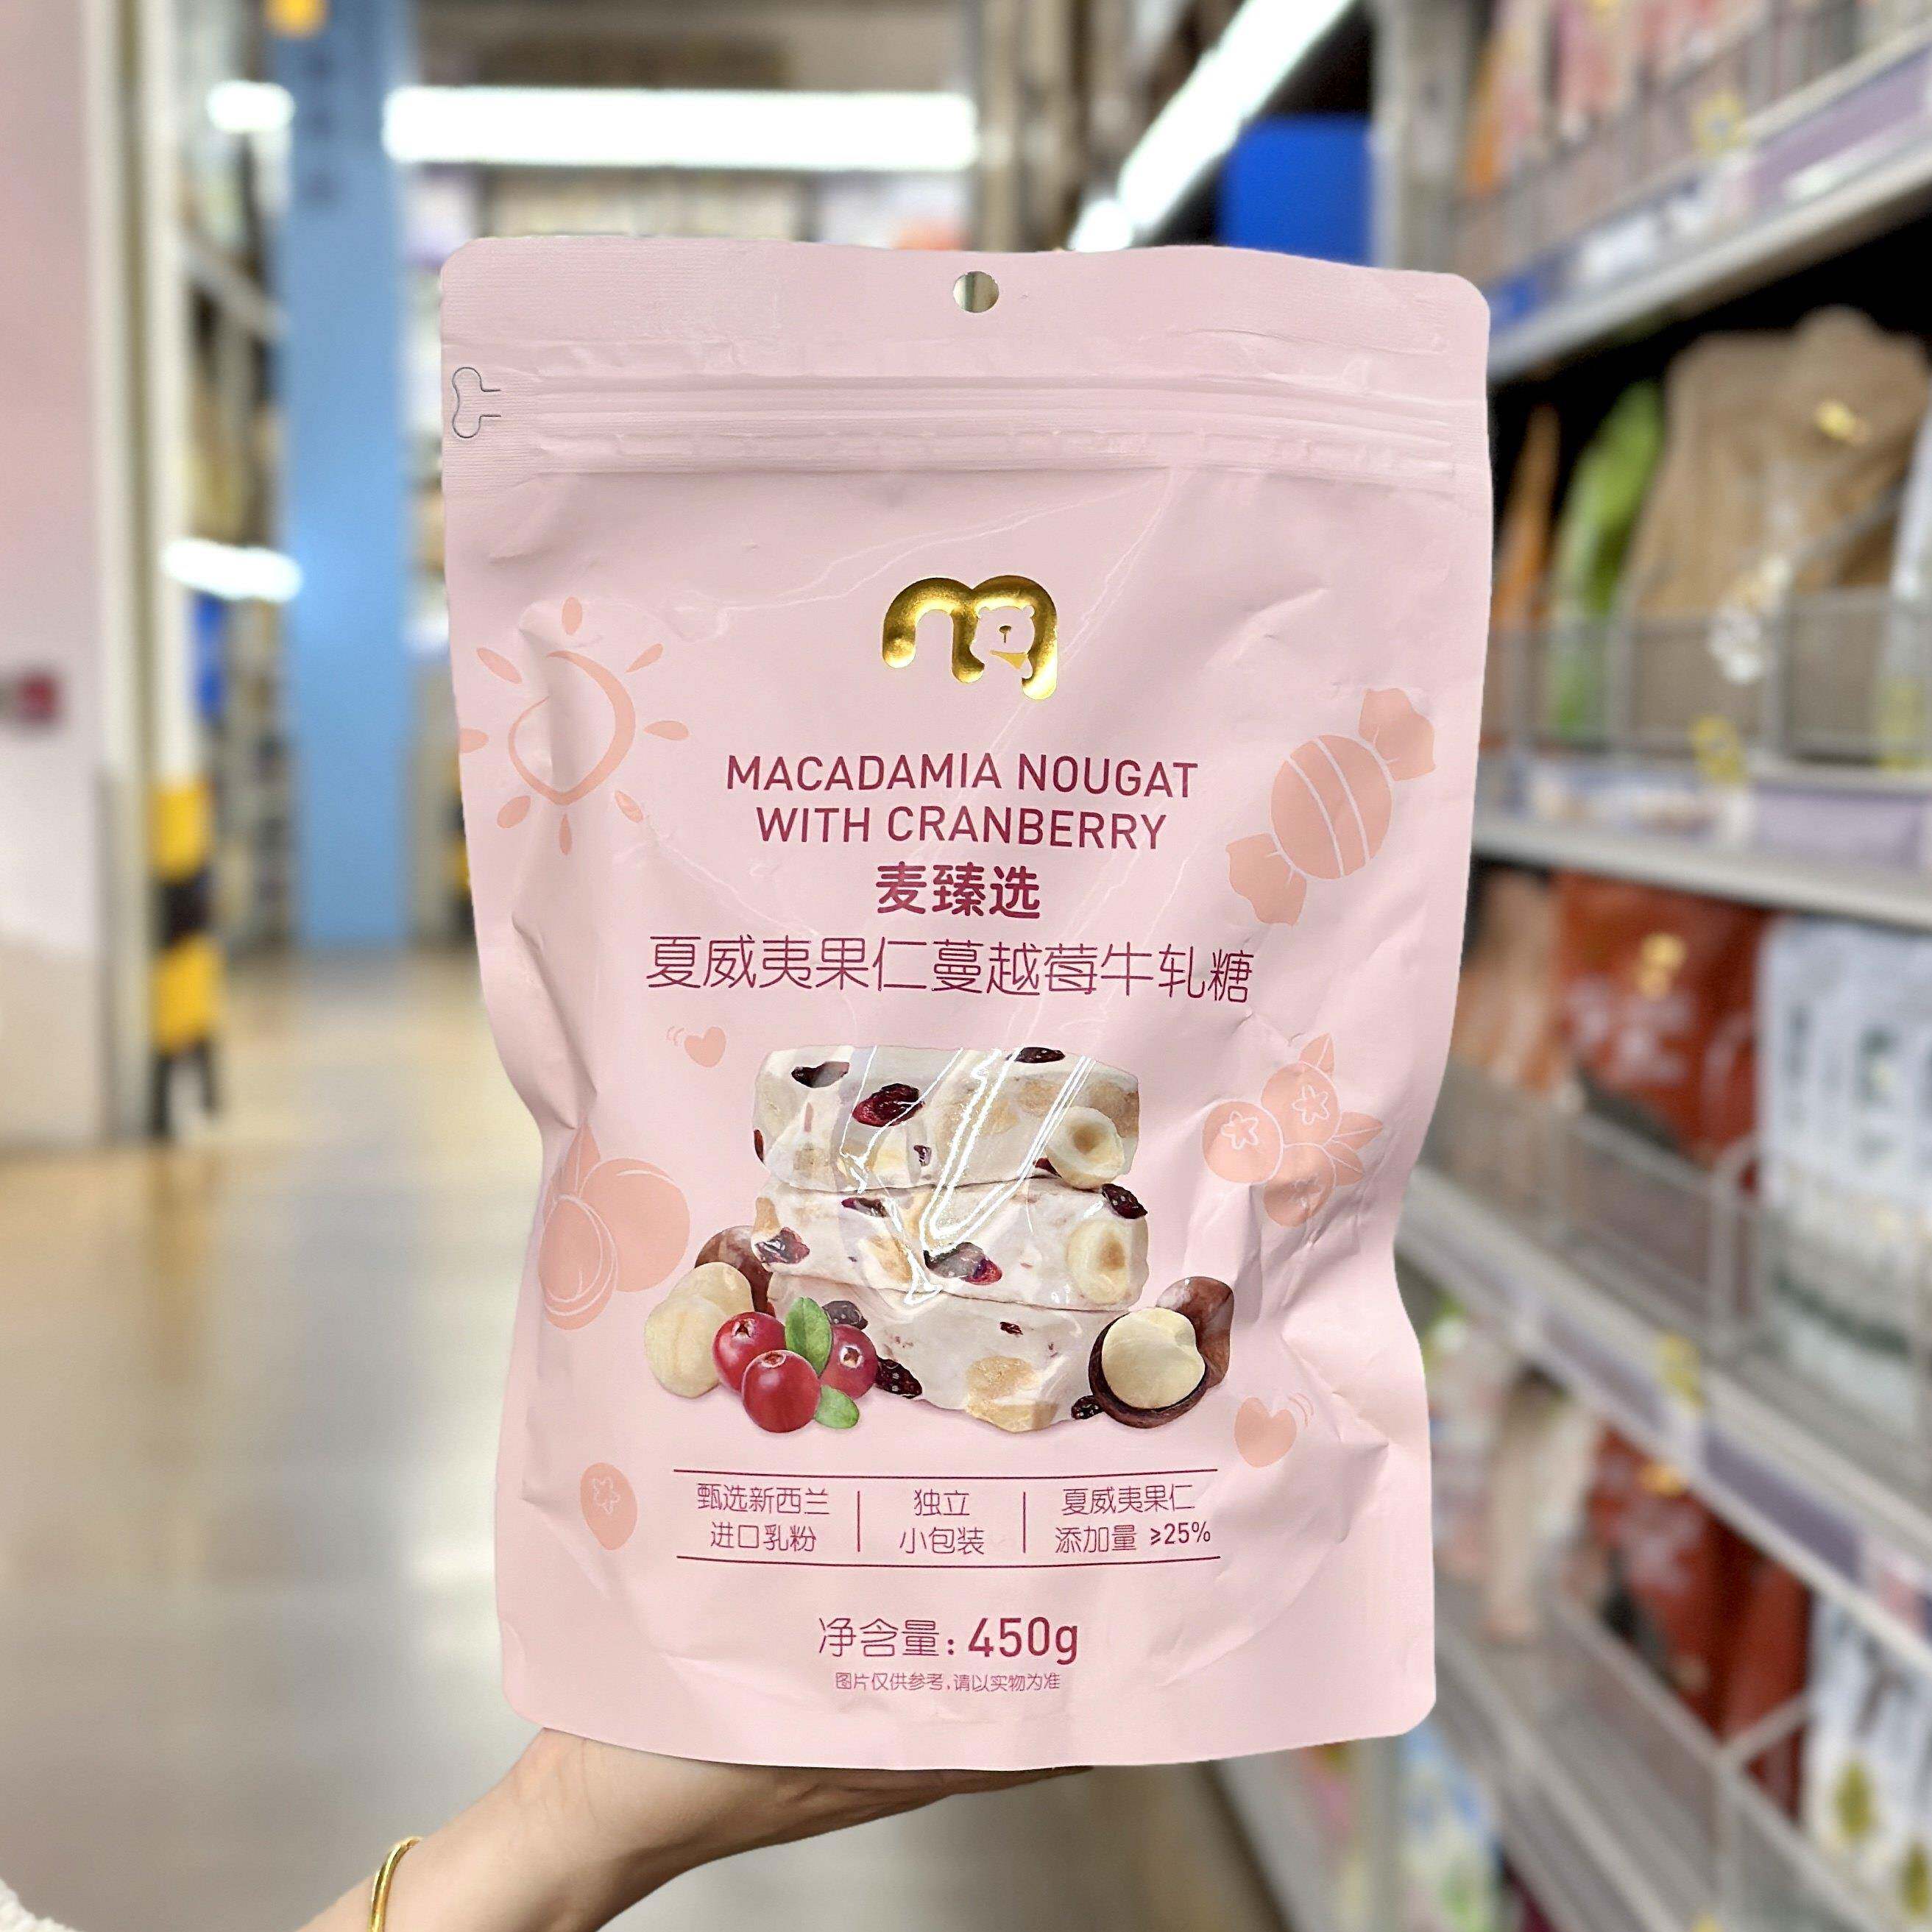 MACADAMIA NOUGAT
WITH CRANBERRY
麦臻选
夏威夷果仁蔓越莓牛轧糖
甄选新西兰
进口乳粉
独立
小包装
夏威夷果仁
添加量 ≥25%
净含量: 450g
图片仅供参考,请以实物为准